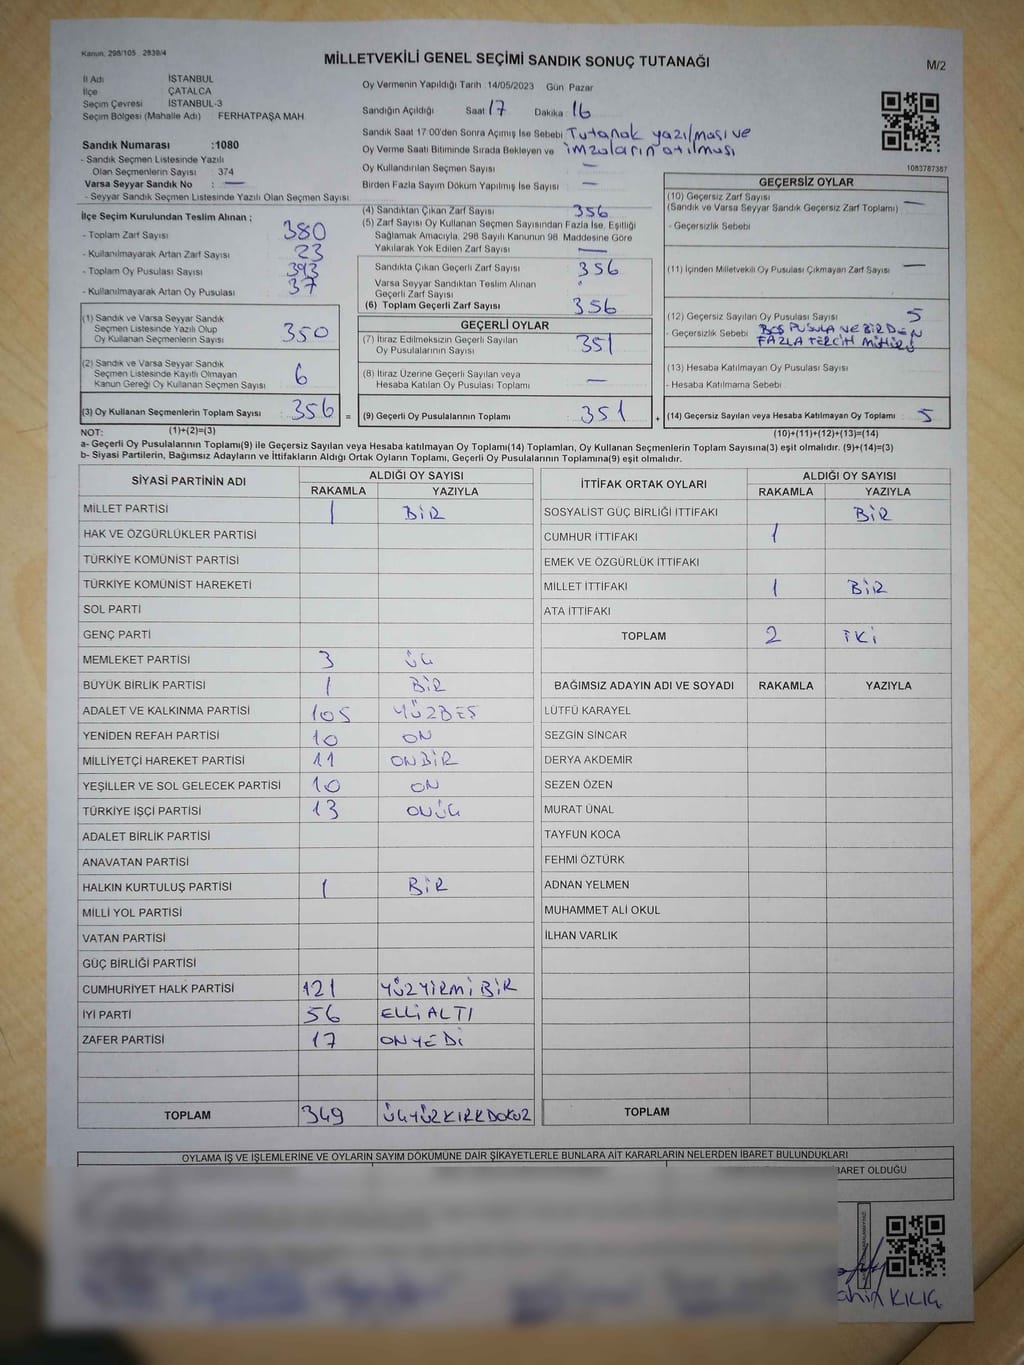 Kanun. 298/105 2839/4
MİLLETVEKİLİ GENEL SEÇİMİ SANDIK SONUÇ TUTANAĞI
M/2
İl Adı İSTANBUL
İlçe ÇATALCA
Seçim Çevresi İSTANBUL-3
Seçim Bölgesi (Mahalle Adı) FERHATPAŞA MAH.
Sandık Numarası :1080
- Sandık Seçmen Listesinde Yazılı
Olan Seçmenlerin Sayısı 374
Varsa Seyyar Sandık No : —
- Seyyar Sandık Seçmen Listesinde Yazılı Olan Seçmen Sayısı
Oy Vermenin Yapıldığı Tarih :14/05/2023 Gün Pazar
Sandığın Açıldığı Saat 17 Dakika 16
Sandık Saat 17:00'den Sonra Açımış İse Sebebi Tutanak yazılması ve
Oy Verme Saati Bitiminde Sırada Bekleyen ve imzaların atılması
Oy Kullandırılan Seçmen Sayısı —
Birden Fazla Sayım Döküm Yapılmış İse Sayısı —
1083787387
İlçe Seçim Kurulundan Teslim Alınan ;
- Toplam Zarf Sayısı 380
- Kullanılmayarak Artan Zarf Sayısı 23
- Toplam Oy Pusulası Sayısı 393
- Kullanılmayarak Artan Oy Pusulası 37
(1) Sandık ve Varsa Seyyar Sandık
Seçmen Listesinde Yazılı Olup
Oy Kullanan Seçmenlerin Sayısı 350
(2) Sandık ve Varsa Seyyar Sandık
Seçmen Listesinde Kayıtlı Olmayan
Kanun Gereği Oy Kullanan Seçmen Sayısı 6
(3) Oy Kullanan Seçmenlerin Toplam Sayısı 356 =
(1)+(2)=(3)
(4) Sandıktan Çıkan Zarf Sayısı 356
(5) Zarf Sayısı Oy Kullanan Seçmen Sayısından Fazla İse, Eşitliği
Sağlamak Amacıyla, 298 Sayılı Kanunun 98. Maddesine Göre
Yakılarak Yok Edilen Zarf Sayısı —
Sandıkta Çıkan Geçerli Zarf Sayısı 356
Varsa Seyyar Sandıktan Teslim Alınan
Geçerli Zarf Sayısı
(6) Toplam Geçerli Zarf Sayısı 356
GEÇERLİ OYLAR
(7) İtiraz Edilmeksizin Geçerli Sayılan
Oy Pusulalarının Sayısı 351
(8) İtiraz Üzerine Geçerli Sayılan veya
Hesaba Katılan Oy Pusulası Toplamı —
(9) Geçerli Oy Pusulalarının Toplamı 351 +
GEÇERSİZ OYLAR
(10) Geçersiz Zarf Sayısı
(Sandık ve Varsa Seyyar Sandık Geçersiz Zarf Toplamı) —
- Geçersizlik Sebebi
(11) İçinden Milletvekili Oy Pusulası Çıkmayan Zarf Sayısı —
(12) Geçersiz Sayılan Oy Pusulası Sayısı 5
- Geçersizlik Sebebi BOŞ PUSULA VE BİRDEN
FAZLA TERCİH
(13) Hesaba Katılmayan Oy Pusulası Sayısı
- Hesaba Katılmama Sebebi
(14) Geçersiz Sayılan veya Hesaba Katılmayan Oy Toplamı 5
(10)+(11)+(12)+(13)=(14)
NOT:
a- Geçerli Oy Pusulalarının Toplamı(9) ile Geçersiz Sayılan veya Hesaba katılmayan Oy Toplamı(14) Toplamları, Oy Kullanan Seçmenlerin Toplam Sayısına(3) eşit olmalıdır. (9)+(14)=(3)
b- Siyasi Partilerin, Bağımsız Adayların ve İttifakların Aldığı Ortak Oyların Toplamı, Geçerli Oy Pusulalarının Toplamına(9) eşit olmalıdır.
SİYASİ PARTİNİN ADI ALDIĞI OY SAYISI
RAKAMLA YAZIYLA
MİLLET PARTİSİ 1 BİR
HAK VE ÖZGÜRLÜKLER PARTİSİ
TÜRKİYE KOMÜNİST PARTİSİ
TÜRKİYE KOMÜNİST HAREKETİ
SOL PARTİ
GENÇ PARTİ
MEMLEKET PARTİSİ 3 ÜÇ
BÜYÜK BİRLİK PARTİSİ 1 BİR
ADALET VE KALKINMA PARTİSİ 105 YÜZBEŞ
YENİDEN REFAH PARTİSİ 10 ON
MİLLİYETÇİ HAREKET PARTİSİ 11 ONBİR
YEŞİLLER VE SOL GELECEK PARTİSİ 10 ON
TÜRKİYE İŞÇİ PARTİSİ 13 ONÜÇ
ADALET BİRLİK PARTİSİ
ANAVATAN PARTİSİ
HALKIN KURTULUŞ PARTİSİ 1 BİR
MİLLİ YOL PARTİSİ
VATAN PARTİSİ
GÜÇ BİRLİĞİ PARTİSİ
CUMHURİYET HALK PARTİSİ 121 YÜZYİRMİ BİR
İYİ PARTİ 56 ELLİ ALTI
ZAFER PARTİSİ 17 ONYEDİ
TOPLAM 349 ÜÇYÜZKIRKDOKUZ
İTTİFAK ORTAK OYLARI ALDIĞI OY SAYISI
RAKAMLA YAZIYLA
SOSYALİST GÜÇ BİRLİĞİ İTTİFAKI BİR
CUMHUR İTTİFAKI 1
EMEK VE ÖZGÜRLÜK İTTİFAKI
MİLLET İTTİFAKI 1 BİR
ATA İTTİFAKI
TOPLAM 2 İKİ
BAĞIMSIZ ADAYIN ADI VE SOYADI RAKAMLA YAZIYLA
LÜTFÜ KARAYEL
SEZGİN SİNCAR
DERYA AKDEMİR
SEZEN ÖZEN
MURAT ÜNAL
TAYFUN KOCA
FEHMİ ÖZTÜRK
ADNAN YELMEN
MUHAMMET ALİ OKUL
İLHAN VARLIK
TOPLAM
OYLAMA İŞ VE İŞLEMLERİNE VE OYLARIN SAYIM DÖKÜMÜNE DAİR ŞİKAYETLERLE BUNLARA AİT KARARLARIN NELERDEN İBARET BULUNDUKLARI
İBARET OLDUĞU
KILIÇ